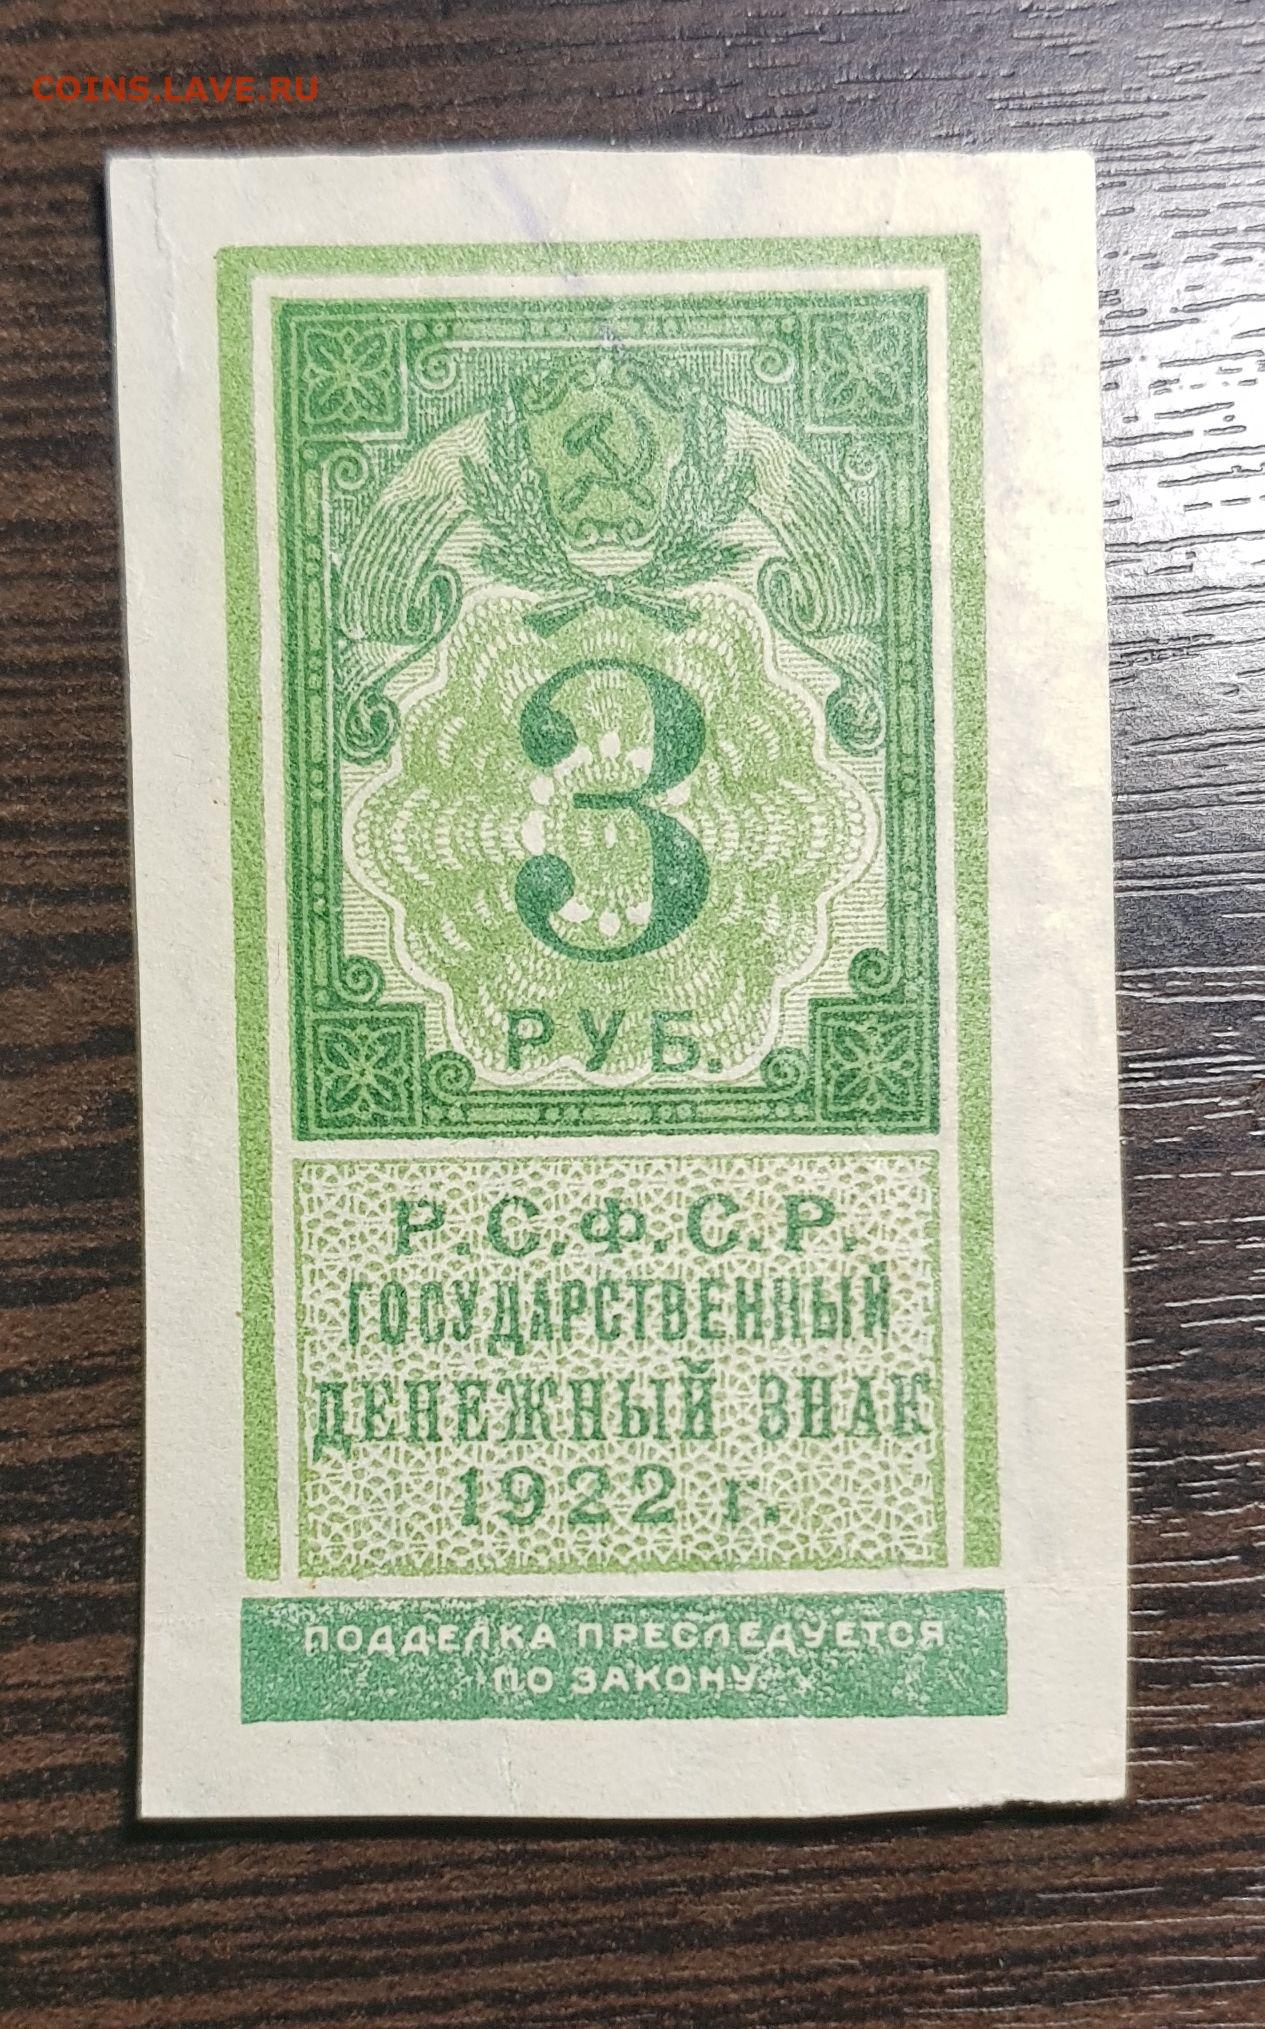 COINS.LAVE.RU
3
РУБ.
Р.С.Ф.С.Р.
ГОСУДАРСТВЕННЫЙ
ДЕНЕЖНЫЙ ЗНАК
1922 г.
ПОДДЕЛКА ПРЕСЛЕДУЕТСЯ
ПО ЗАКОНУ